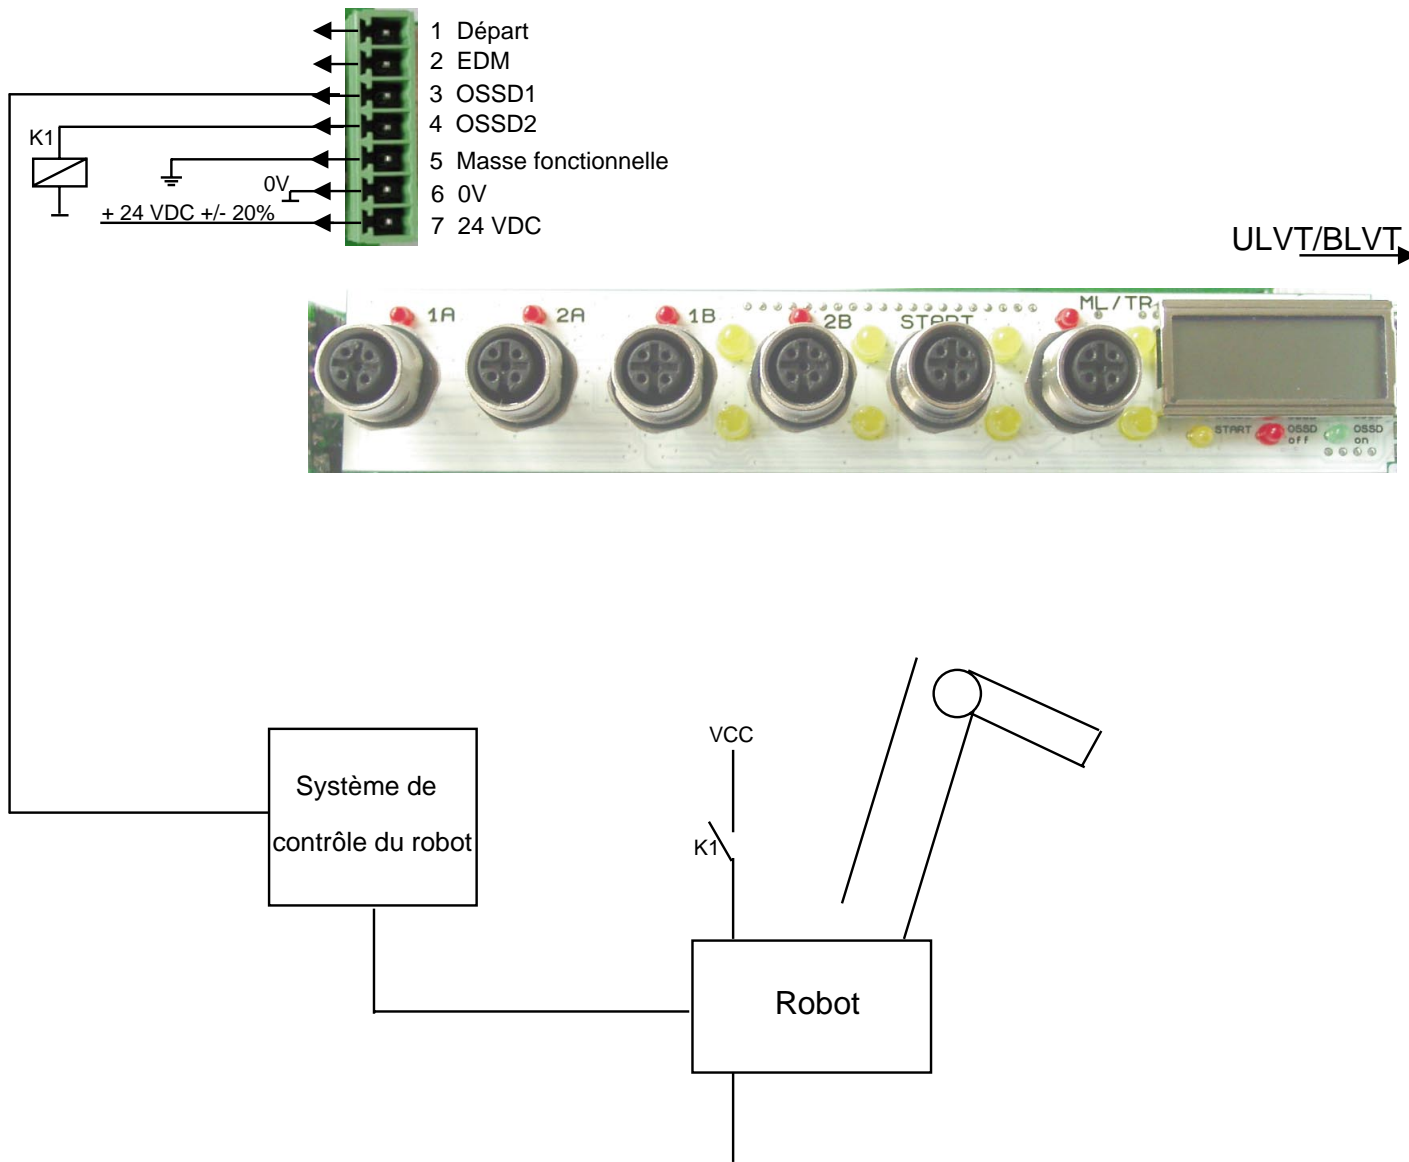 1 Départ
2 EDM
3 OSSD1
4 OSSD2
K1
5 Masse fonctionnelle
0V
6 0V
+ 24 VDC +/- 20%
7 24 VDC
ULVT/BLVT
1A
2A
1B
2B
START
ML/TR
START
OSSD
off
OSSD
on
Système de
contrôle du robot
VCC
K1
Robot